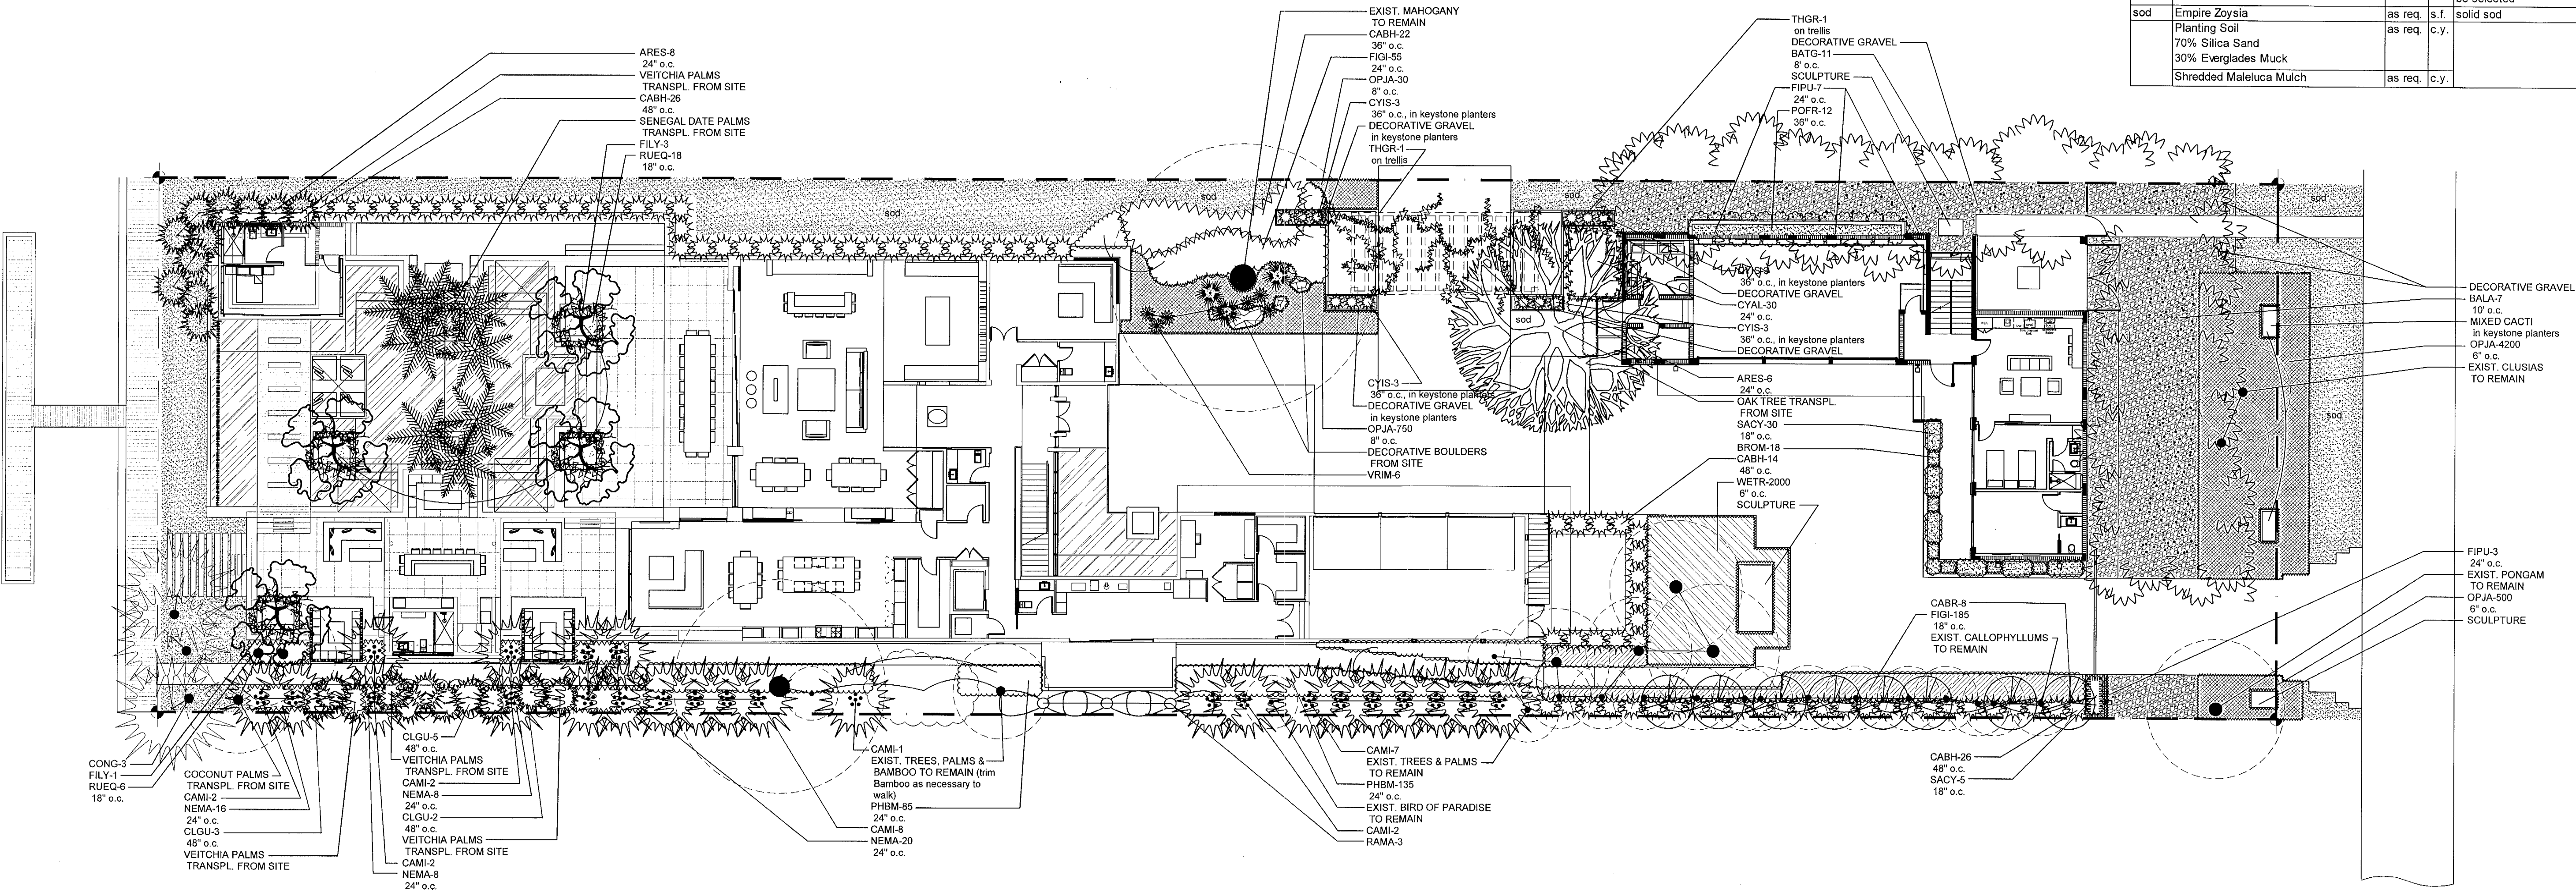 be selected
sod Empire Zoysia as req. s.f. solid sod
Planting Soil as req. c.y.
70% Silica Sand
30% Everglades Muck
Shredded Maleluca Mulch as req. c.y.
ARES-8
24" o.c.
VEITCHIA PALMS
TRANSPL. FROM SITE
CABH-26
48" o.c.
SENEGAL DATE PALMS
TRANSPL. FROM SITE
FILY-3
RUEQ-18
18" o.c.
EXIST. MAHOGANY
TO REMAIN
CABH-22
36" o.c.
FIGI-55
24" o.c.
OPJA-30
8" o.c.
CYIS-3
36" o.c., in keystone planters
DECORATIVE GRAVEL
in keystone planters
THGR-1
on trellis
THGR-1
on trellis
DECORATIVE GRAVEL
BATG-11
8' o.c.
SCULPTURE
FIPU-7
24" o.c.
POFR-12
36" o.c.
sod
sod
sod
sod
sod
sod
36" o.c., in keystone planters
DECORATIVE GRAVEL
CYAL-30
24" o.c.
CYIS-3
36" o.c., in keystone planters
DECORATIVE GRAVEL
CYIS-3
36" o.c., in keystone planters
DECORATIVE GRAVEL
in keystone planters
OPJA-750
8" o.c.
DECORATIVE BOULDERS
FROM SITE
VRIM-6
ARES-6
24" o.c.
OAK TREE TRANSPL.
FROM SITE
SACY-30
18" o.c.
BROM-18
CABH-14
48" o.c.
WETR-2000
6" o.c.
SCULPTURE
DECORATIVE GRAVEL
BALA-7
10' o.c.
MIXED CACTI
in keystone planters
OPJA-4200
6" o.c.
EXIST. CLUSIAS
TO REMAIN
FIPU-3
24" o.c.
EXIST. PONGAM
TO REMAIN
OPJA-500
6" o.c.
SCULPTURE
CABR-8
FIGI-185
18" o.c.
EXIST. CALLOPHYLLUMS
TO REMAIN
CABH-26
48" o.c.
SACY-5
18" o.c.
CONG-3
FILY-1
RUEQ-6
18" o.c.
COCONUT PALMS
TRANSPL. FROM SITE
CAMI-2
NEMA-16
24" o.c.
CLGU-3
48" o.c.
VEITCHIA PALMS
TRANSPL. FROM SITE
CLGU-5
48" o.c.
VEITCHIA PALMS
TRANSPL. FROM SITE
CAMI-2
NEMA-8
24" o.c.
CLGU-2
48" o.c.
VEITCHIA PALMS
TRANSPL. FROM SITE
CAMI-2
NEMA-8
24" o.c.
CAMI-1
EXIST. TREES, PALMS &
BAMBOO TO REMAIN (trim
Bamboo as necessary to
walk)
PHBM-85
24" o.c.
CAMI-8
NEMA-20
24" o.c.
CAMI-7
EXIST. TREES & PALMS
TO REMAIN
PHBM-135
24" o.c.
EXIST. BIRD OF PARADISE
TO REMAIN
CAMI-2
RAMA-3